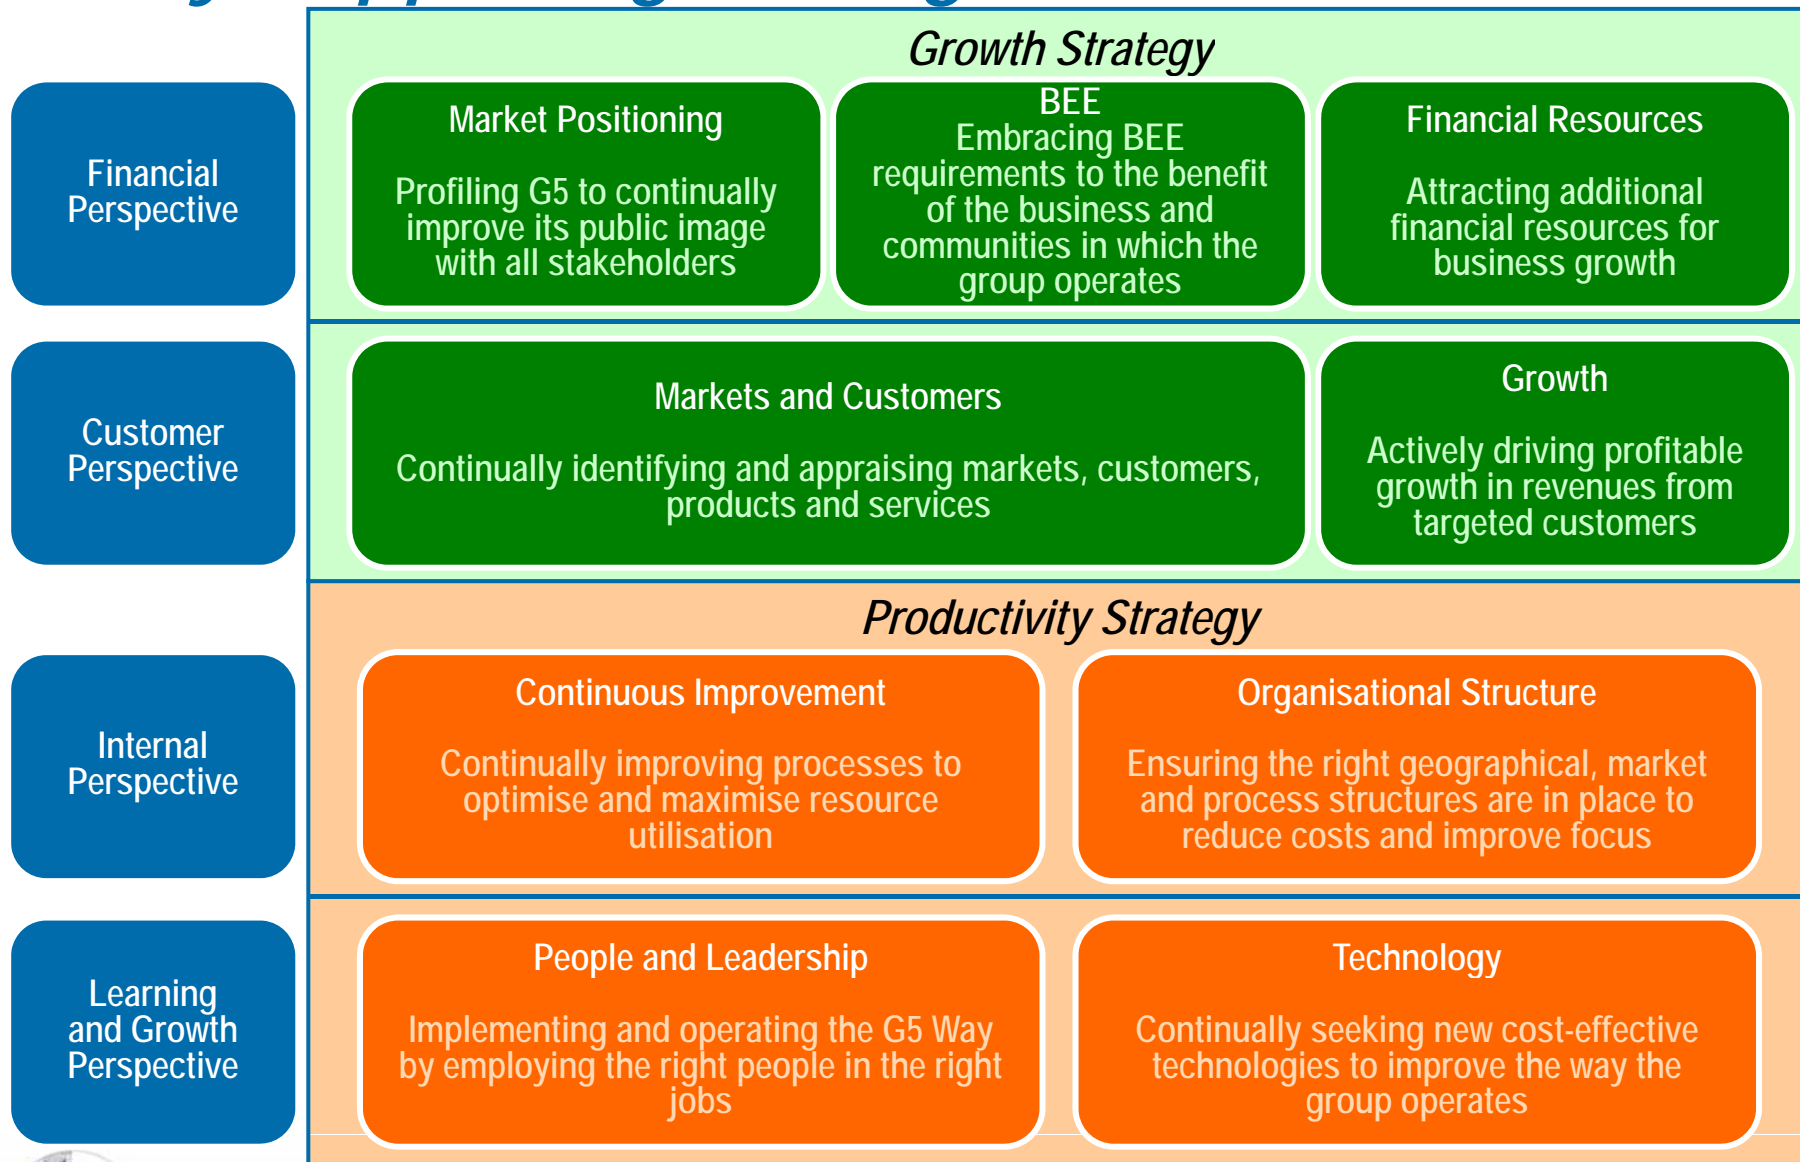 Growth Strategy
Financial
Perspective
Market Positioning
Profiling G5 to continually
improve its public image
with all stakeholders
BEE
Embracing BEE
requirements to the benefit
of the business and
communities in which the
group operates
Financial Resources
Attracting additional
financial resources for
business growth
Customer
Perspective
Markets and Customers
Continually identifying and appraising markets, customers,
products and services
Growth
Actively driving profitable
growth in revenues from
targeted customers
Productivity Strategy
Internal
Perspective
Continuous Improvement
Continually improving processes to
optimise and maximise resource
utilisation
Organisational Structure
Ensuring the right geographical, market
and process structures are in place to
reduce costs and improve focus
Learning
and Growth
Perspective
People and Leadership
Implementing and operating the G5 Way
by employing the right people in the right
jobs
Technology
Continually seeking new cost-effective
technologies to improve the way the
group operates